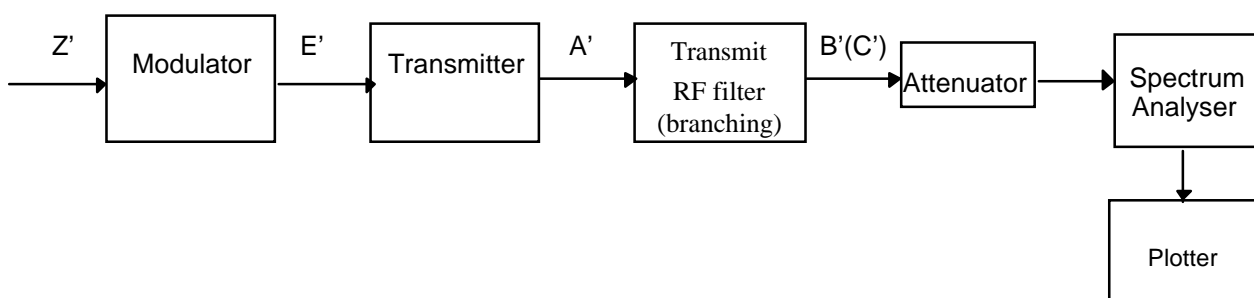 Z'
Modulator
E'
Transmitter
A'
Transmit
RF filter
(branching)
B'(C')
Attenuator
Spectrum
Analyser
Plotter